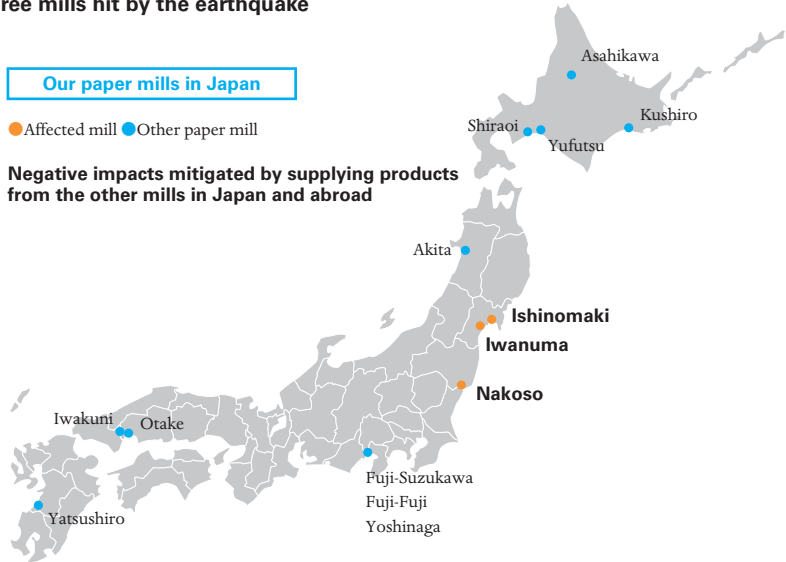 ree mills hit by the earthquake
Our paper mills in Japan
Affected mill Other paper mill
Negative impacts mitigated by supplying products
from the other mills in Japan and abroad
Asahikawa
Kushiro
Shiraoi
Yufutsu
Akita
Ishinomaki
Iwanuma
Nakoso
Iwakuni
Otake
Fuji-Suzukawa
Fuji-Fuji
Yoshinaga
Yatsushiro